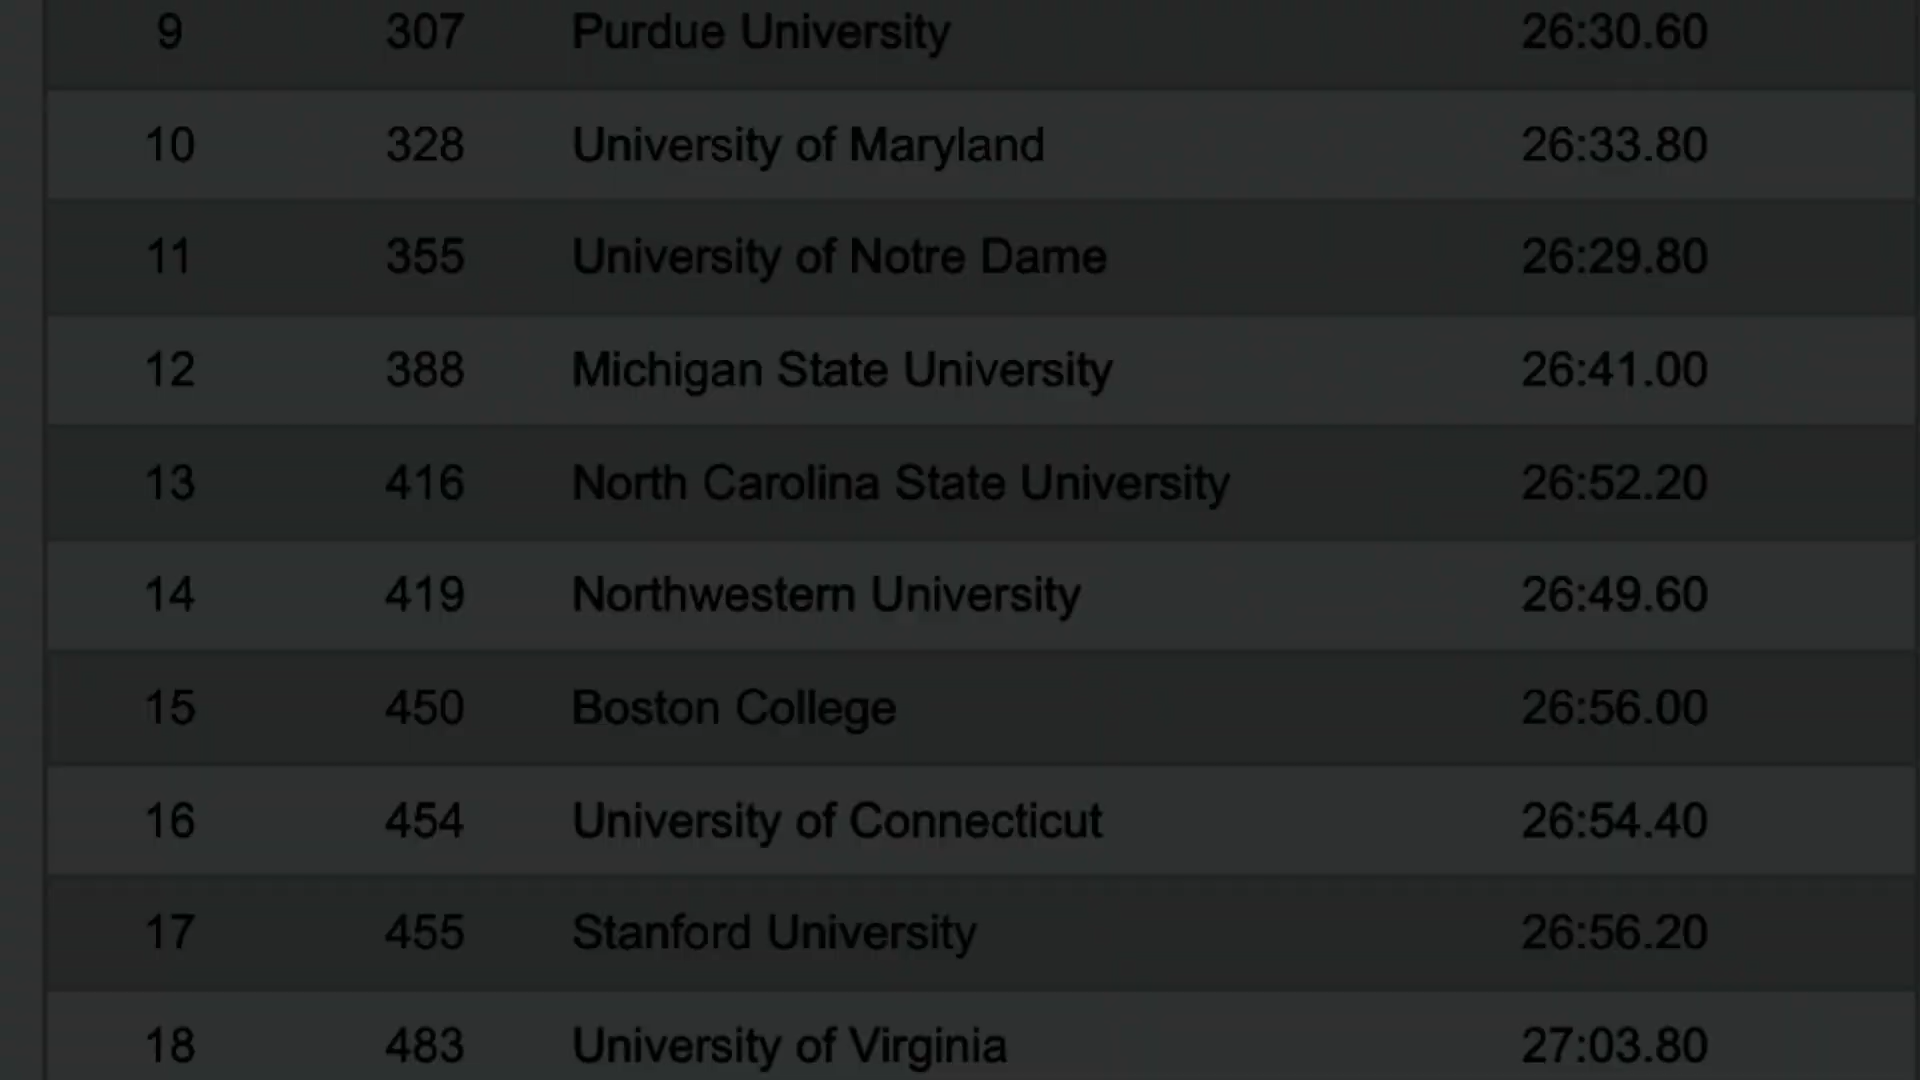 9 307 Purdue University 26:30.60
10 328 University of Maryland 26:33.80
11 355 University of Notre Dame 26:29.80
12 388 Michigan State University 26:41.00
13 416 North Carolina State University 26:52.20
14 419 Northwestern University 26:49.60
15 450 Boston College 26:56.00
16 454 University of Connecticut 26:54.40
17 455 Stanford University 26:56.20
18 483 University of Virginia 27:03.80